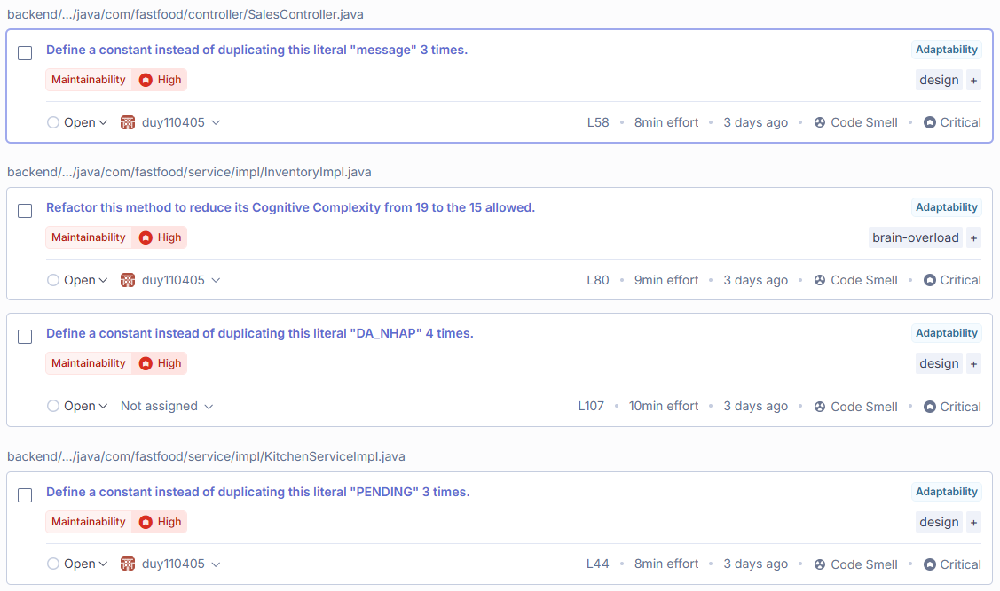 backend/.../java/com/fastfood/controller/SalesController.java
Define a constant instead of duplicating this literal "message" 3 times. Adaptability
Maintainability High design +
Open duy110405 L58 • 8min effort • 3 days ago • Code Smell • Critical
backend/.../java/com/fastfood/service/impl/InventoryImpl.java
Refactor this method to reduce its Cognitive Complexity from 19 to the 15 allowed. Adaptability
Maintainability High brain-overload +
Open duy110405 L80 • 9min effort • 3 days ago • Code Smell • Critical
Define a constant instead of duplicating this literal "DA_NHAP" 4 times. Adaptability
Maintainability High design +
Open Not assigned L107 • 10min effort • 3 days ago • Code Smell • Critical
backend/.../java/com/fastfood/service/impl/KitchenServiceImpl.java
Define a constant instead of duplicating this literal "PENDING" 3 times. Adaptability
Maintainability High design +
Open duy110405 L44 • 8min effort • 3 days ago • Code Smell • Critical